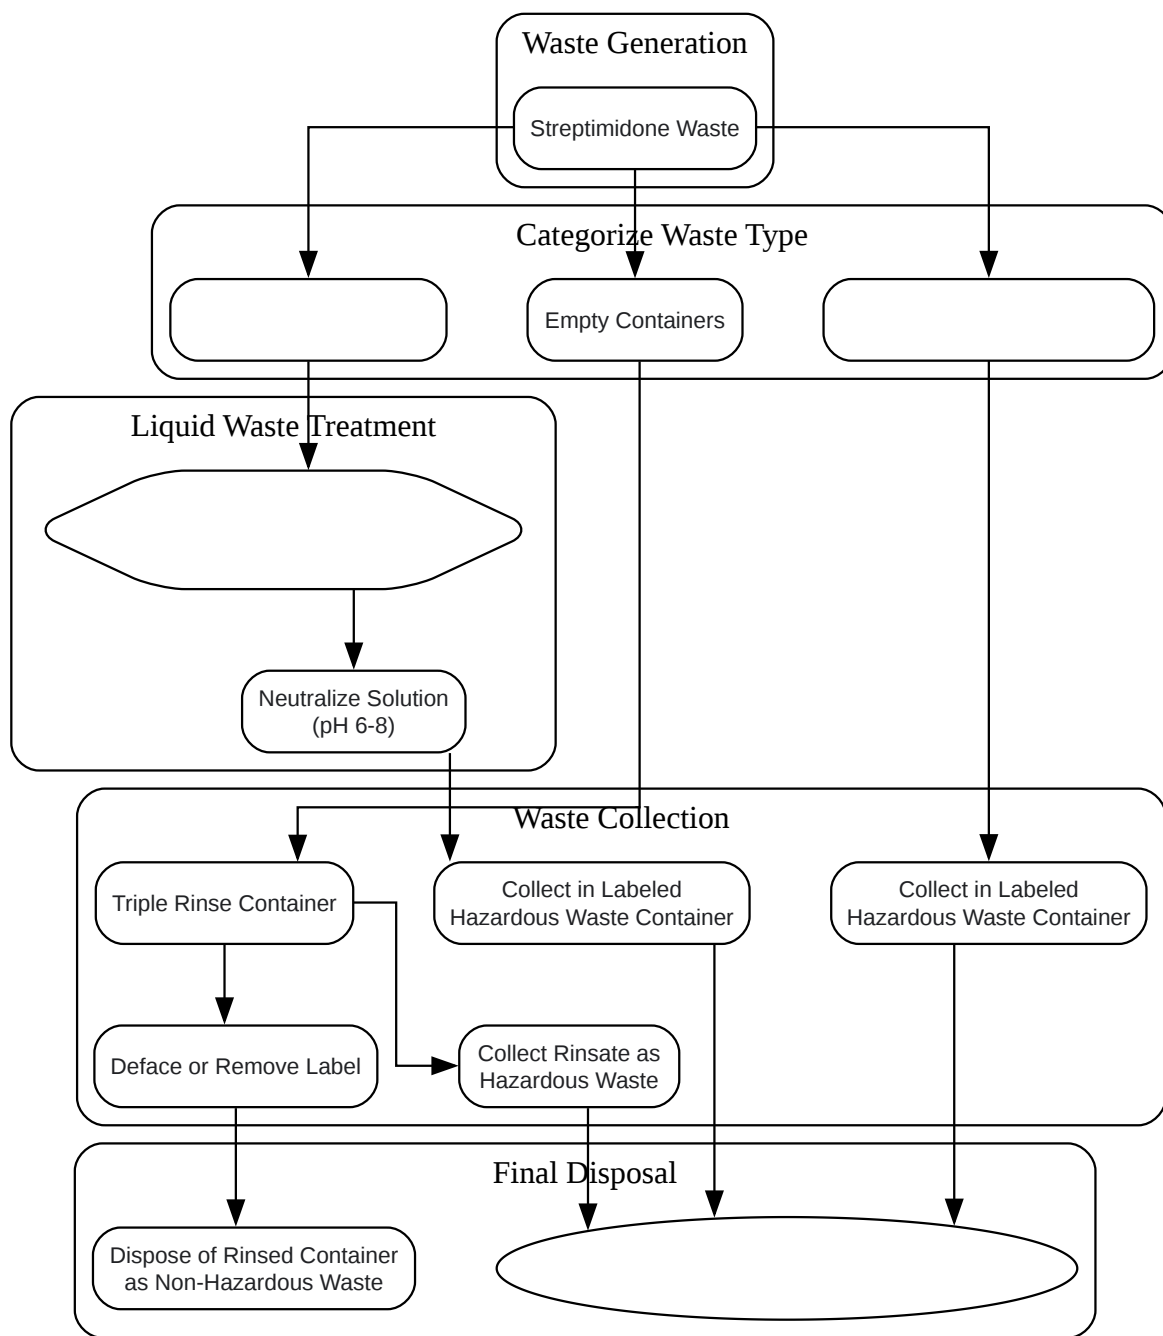 Waste Generation
Streptimidone Waste
Categorize Waste Type
Empty Containers
Liquid Waste Treatment
Neutralize Solution
(pH 6-8)
Waste Collection
Triple Rinse Container
Collect in Labeled
Hazardous Waste Container
Collect in Labeled
Hazardous Waste Container
Deface or Remove Label
Collect Rinsate as
Hazardous Waste
Final Disposal
Dispose of Rinsed Container
as Non-Hazardous Waste